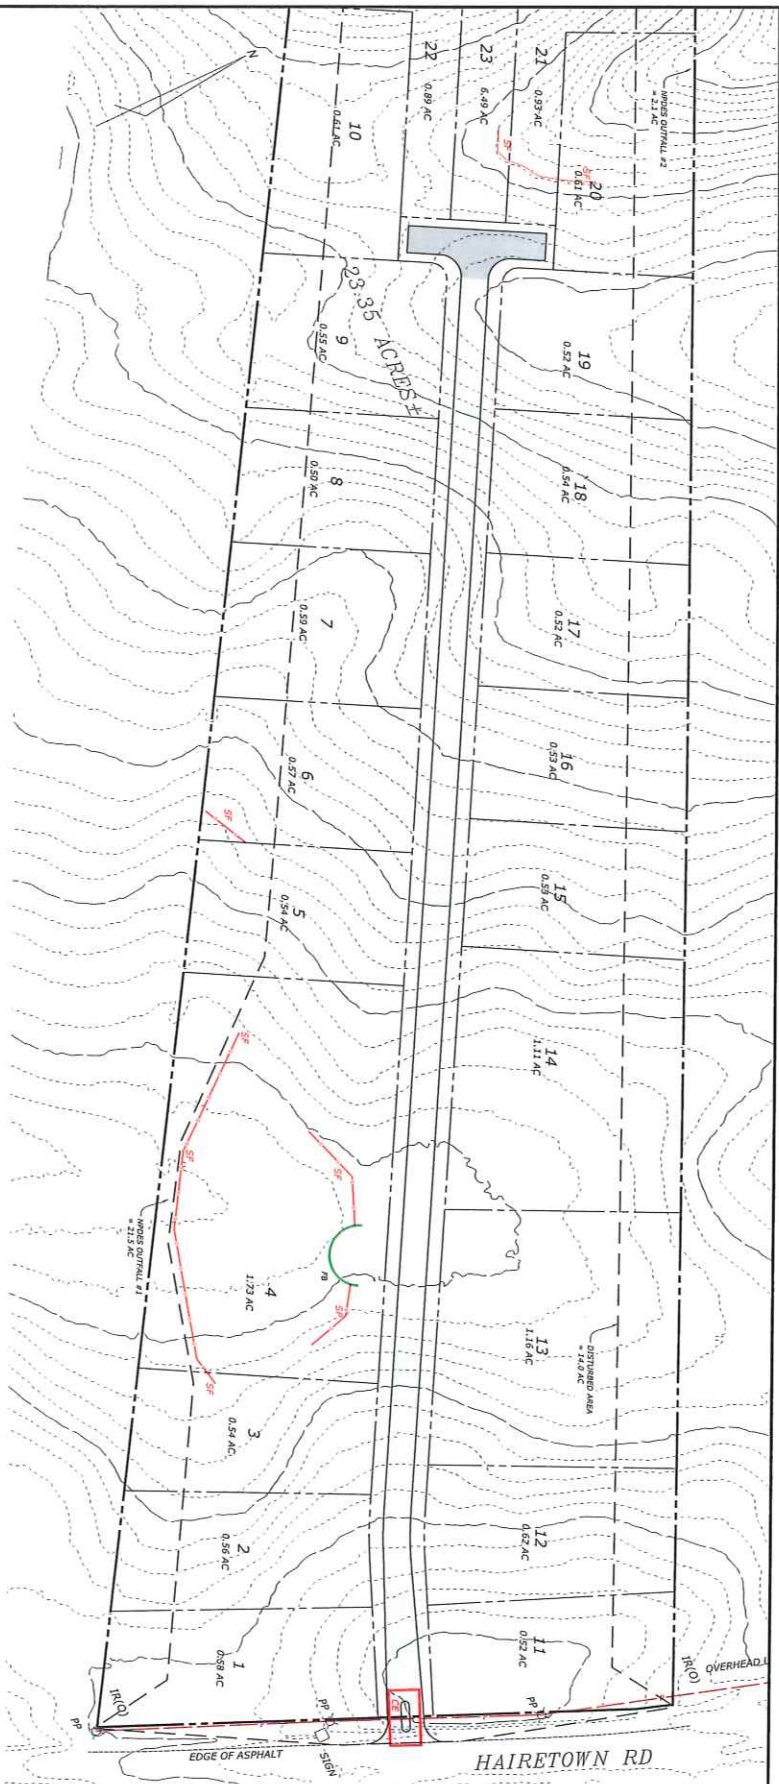 22
0.89 AC
23
6.49 AC
21
0.93 AC
NPDES OUTFALL #2
= 2.1 AC
N
10
0.61 AC
SF
SF
20
0.61 AC
23.35 ACRES±
9
0.55 AC
19
0.52 AC
8
0.50 AC
18
0.54 AC
7
0.59 AC
17
0.52 AC
6
0.57 AC
16
0.53 AC
SF
5
0.54 AC
15
0.55 AC
SF
14
1.11 AC
SF
SF
NPDES OUTFALL #1
= 21.5 AC
FB
4
1.73 AC
SF
13
1.16 AC
DISTURBED AREA
= 14.0 AC
SF
3
0.54 AC
2
0.56 AC
12
0.62 AC
1
0.58 AC
11
0.52 AC
IR(O)
IR(O)
OVERHEAD L
PP
PP
CE
PP
SIGN
EDGE OF ASPHALT
HAIRETOWN RD